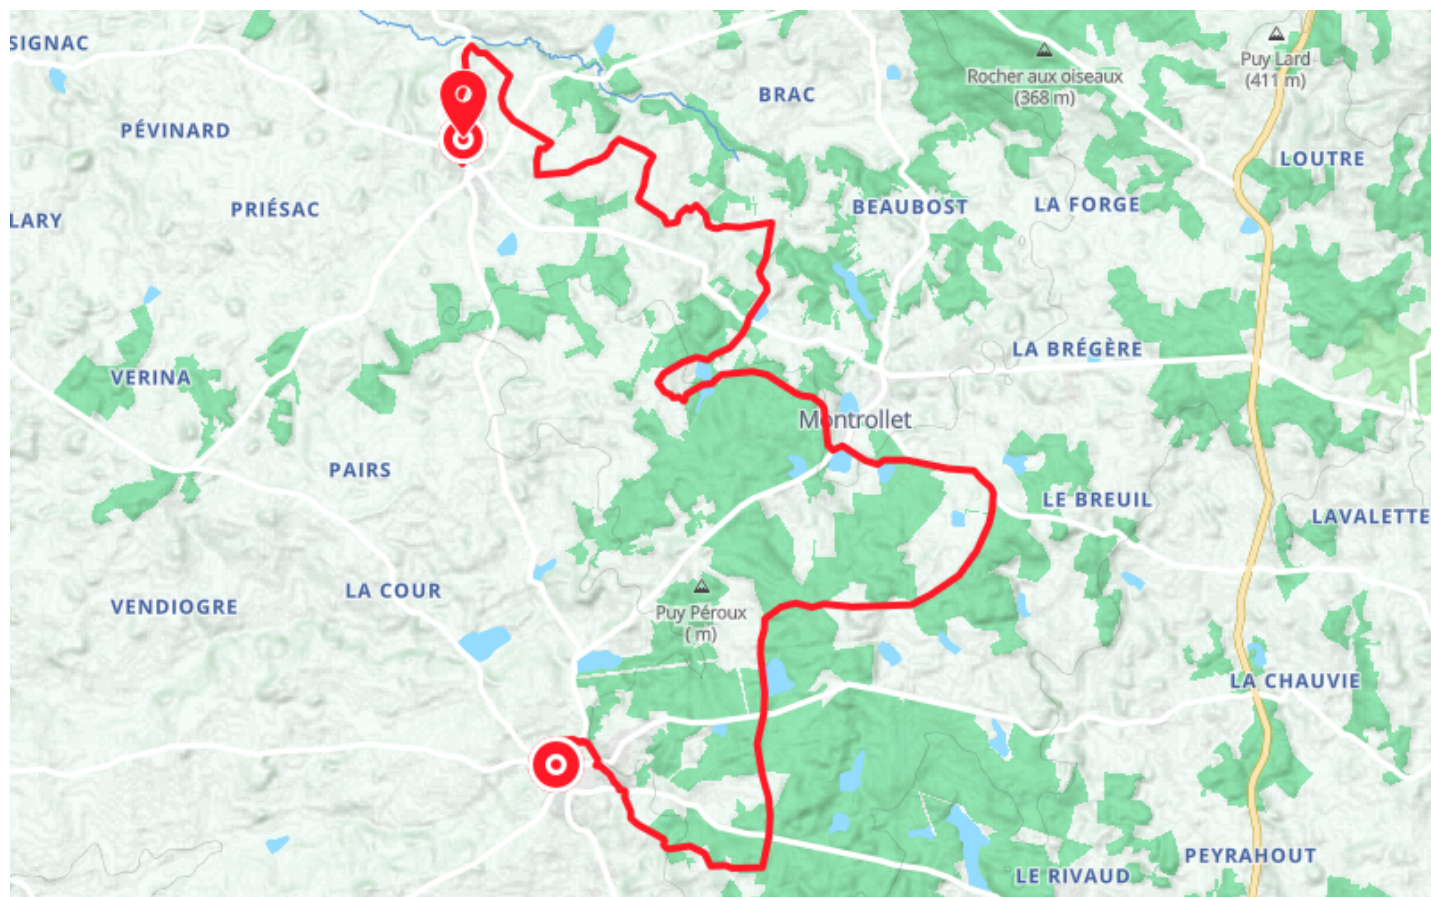 SIGNAC
Puy Lard
(411 m)
Rocher aux oiseaux
(368 m)
BRAC
PÉVINARD
LOUTRE
PRIÉSAC
BEAUBOST
LA FORGE
LARY
LA BRÉGÈRE
VERINA
Montrollet
PAIRS
LE BREUIL
LAVALETTE
LA COUR
VENDIOGRE
Puy Péroux
( m)
LA CHAUVIE
PEYRAHOUT
LE RIVAUD